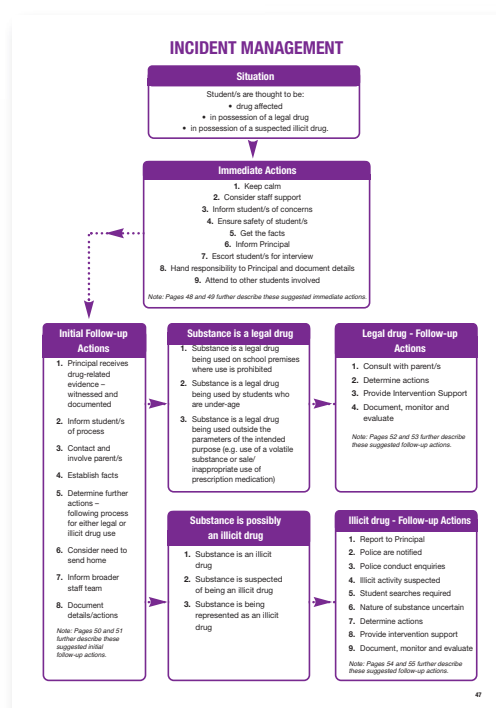 INCIDENT MANAGEMENT
Situation
Student/s are thought to be:
• drug affected
• in possession of a legal drug
• in possession of a suspected illicit drug.
Immediate Actions
1. Keep calm
2. Consider staff support
3. Inform student/s of concerns
4. Ensure safety of student/s
5. Get the facts
6. Inform Principal
7. Escort student/s for interview
8. Hand responsibility to Principal and document details
9. Attend to other students involved
Note: Pages 48 and 49 further describe these suggested immediate actions.
Initial Follow-up
Actions
1. Principal receives
drug-related
evidence –
witnessed and
documented
2. Inform student/s
of process
3. Contact and
involve parent/s
4. Establish facts
5. Determine further
actions –
following process
for either legal or
illicit drug use
6. Consider need to
send home
7. Inform broader
staff team
8. Document
details/actions
Note: Pages 50 and 51
further describe these
suggested initial
follow-up actions.
Substance is a legal drug
1. Substance is a legal drug
being used on school premises
where use is prohibited
2. Substance is a legal drug
being used by students who
are under-age
3. Substance is a legal drug
being used outside the
parameters of the intended
purpose (e.g. use of a volatile
substance or sale/
inappropriate use of
prescription medication)
Legal drug - Follow-up
Actions
1. Consult with parent/s
2. Determine actions
3. Provide Intervention Support
4. Document, monitor and
evaluate
Note: Pages 52 and 53 further describe
these suggested follow-up actions.
Substance is possibly
an illicit drug
1. Substance is an illicit
drug
2. Substance is suspected
of being an illicit drug
3. Substance is being
represented as an illicit
drug
Illicit drug - Follow-up Actions
1. Report to Principal
2. Police are notified
3. Police conduct enquiries
4. Illicit activity suspected
5. Student searches required
6. Nature of substance uncertain
7. Determine actions
8. Provide intervention support
9. Document, monitor and evaluate
Note: Pages 54 and 55 further describe
these suggested follow-up actions.
47